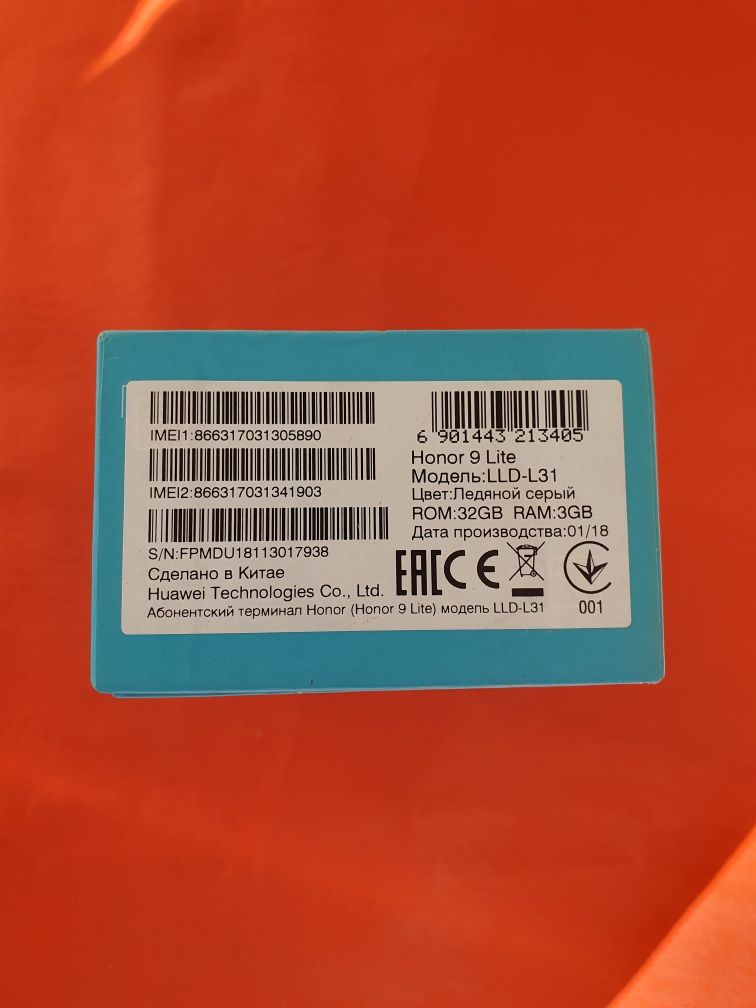 IMEI1:866317031305890
IMEI2:866317031341903
S/N:FPMDU18113017938
Сделано в Китае
Huawei Technologies Co., Ltd.
Абонентский терминал Honor (Honor 9 Lite) модель LLD-L31
6 901443 213405
Honor 9 Lite
Модель:LLD-L31
Цвет:Ледяной серый
ROM:32GB RAM:3GB
Дата производства:01/18
EAC CE
001